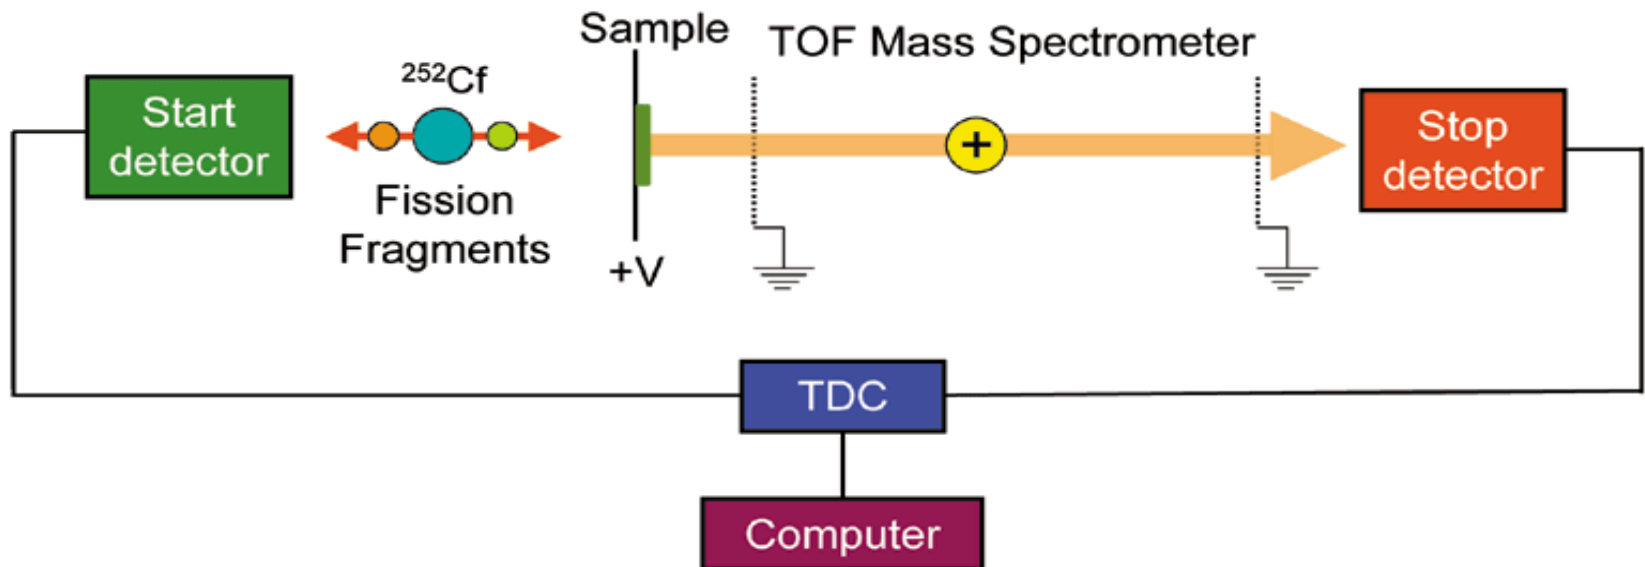 Sample
TOF Mass Spectrometer
²⁵²Cf
Start
detector
Fission
Fragments
+V
+
Stop
detector
TDC
Computer